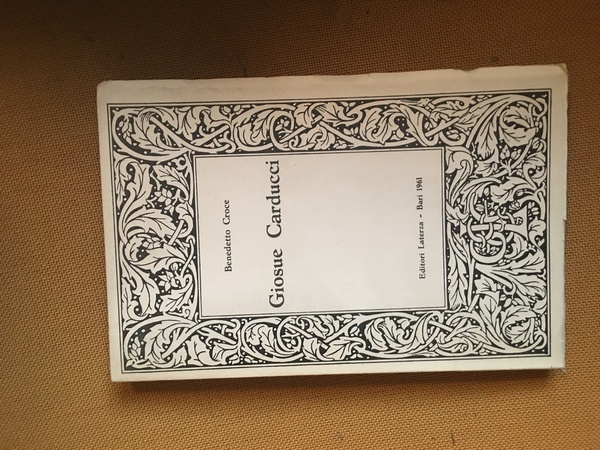 Benedetto Croce
Giosue Carducci
Editori Laterza - Bari 1961